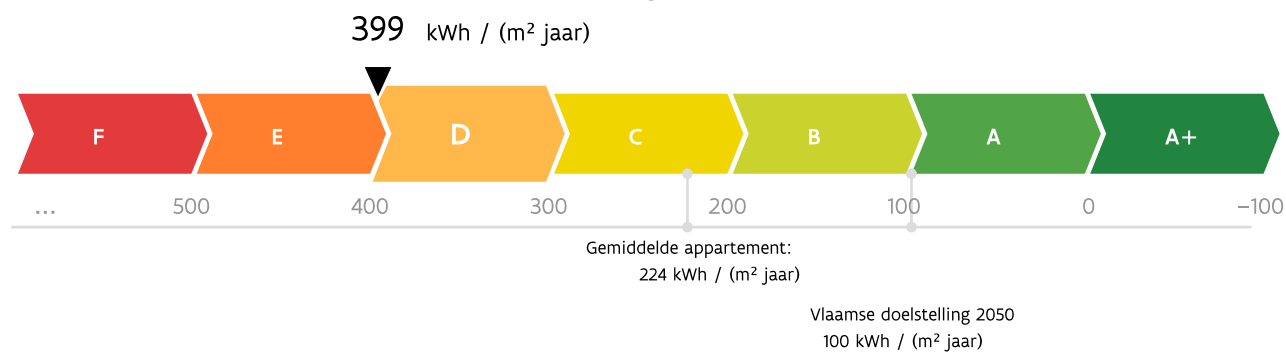 399 kWh / (m² jaar)
F E D C B A A+
... 500 400 300 200 100 0 −100
Gemiddelde appartement:
224 kWh / (m² jaar)
Vlaamse doelstelling 2050
100 kWh / (m² jaar)